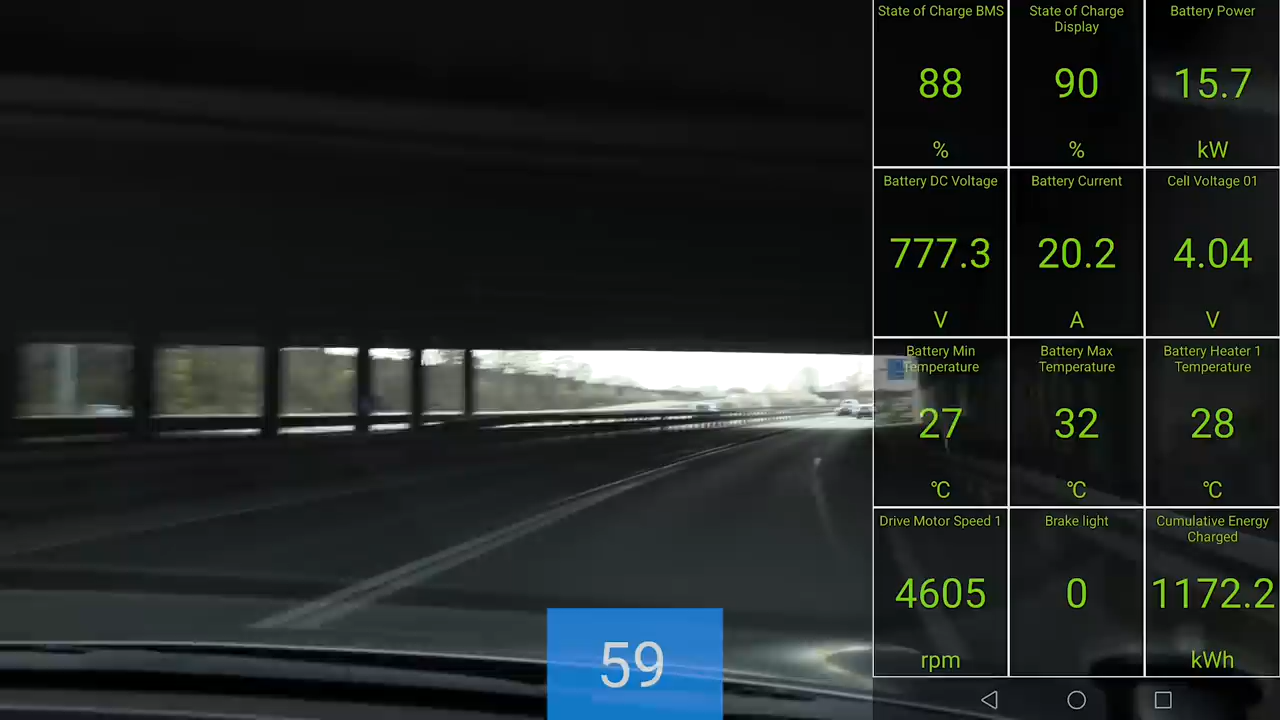 State of Charge BMS
88
%
State of Charge
Display
90
%
Battery Power
15.7
kW
Battery DC Voltage
777.3
V
Battery Current
20.2
A
Cell Voltage 01
4.04
V
Battery Min
Temperature
27
℃
Battery Max
Temperature
32
℃
Battery Heater 1
Temperature
28
℃
Drive Motor Speed 1
4605
rpm
Brake light
0
Cumulative Energy
Charged
1172.2
kWh
59